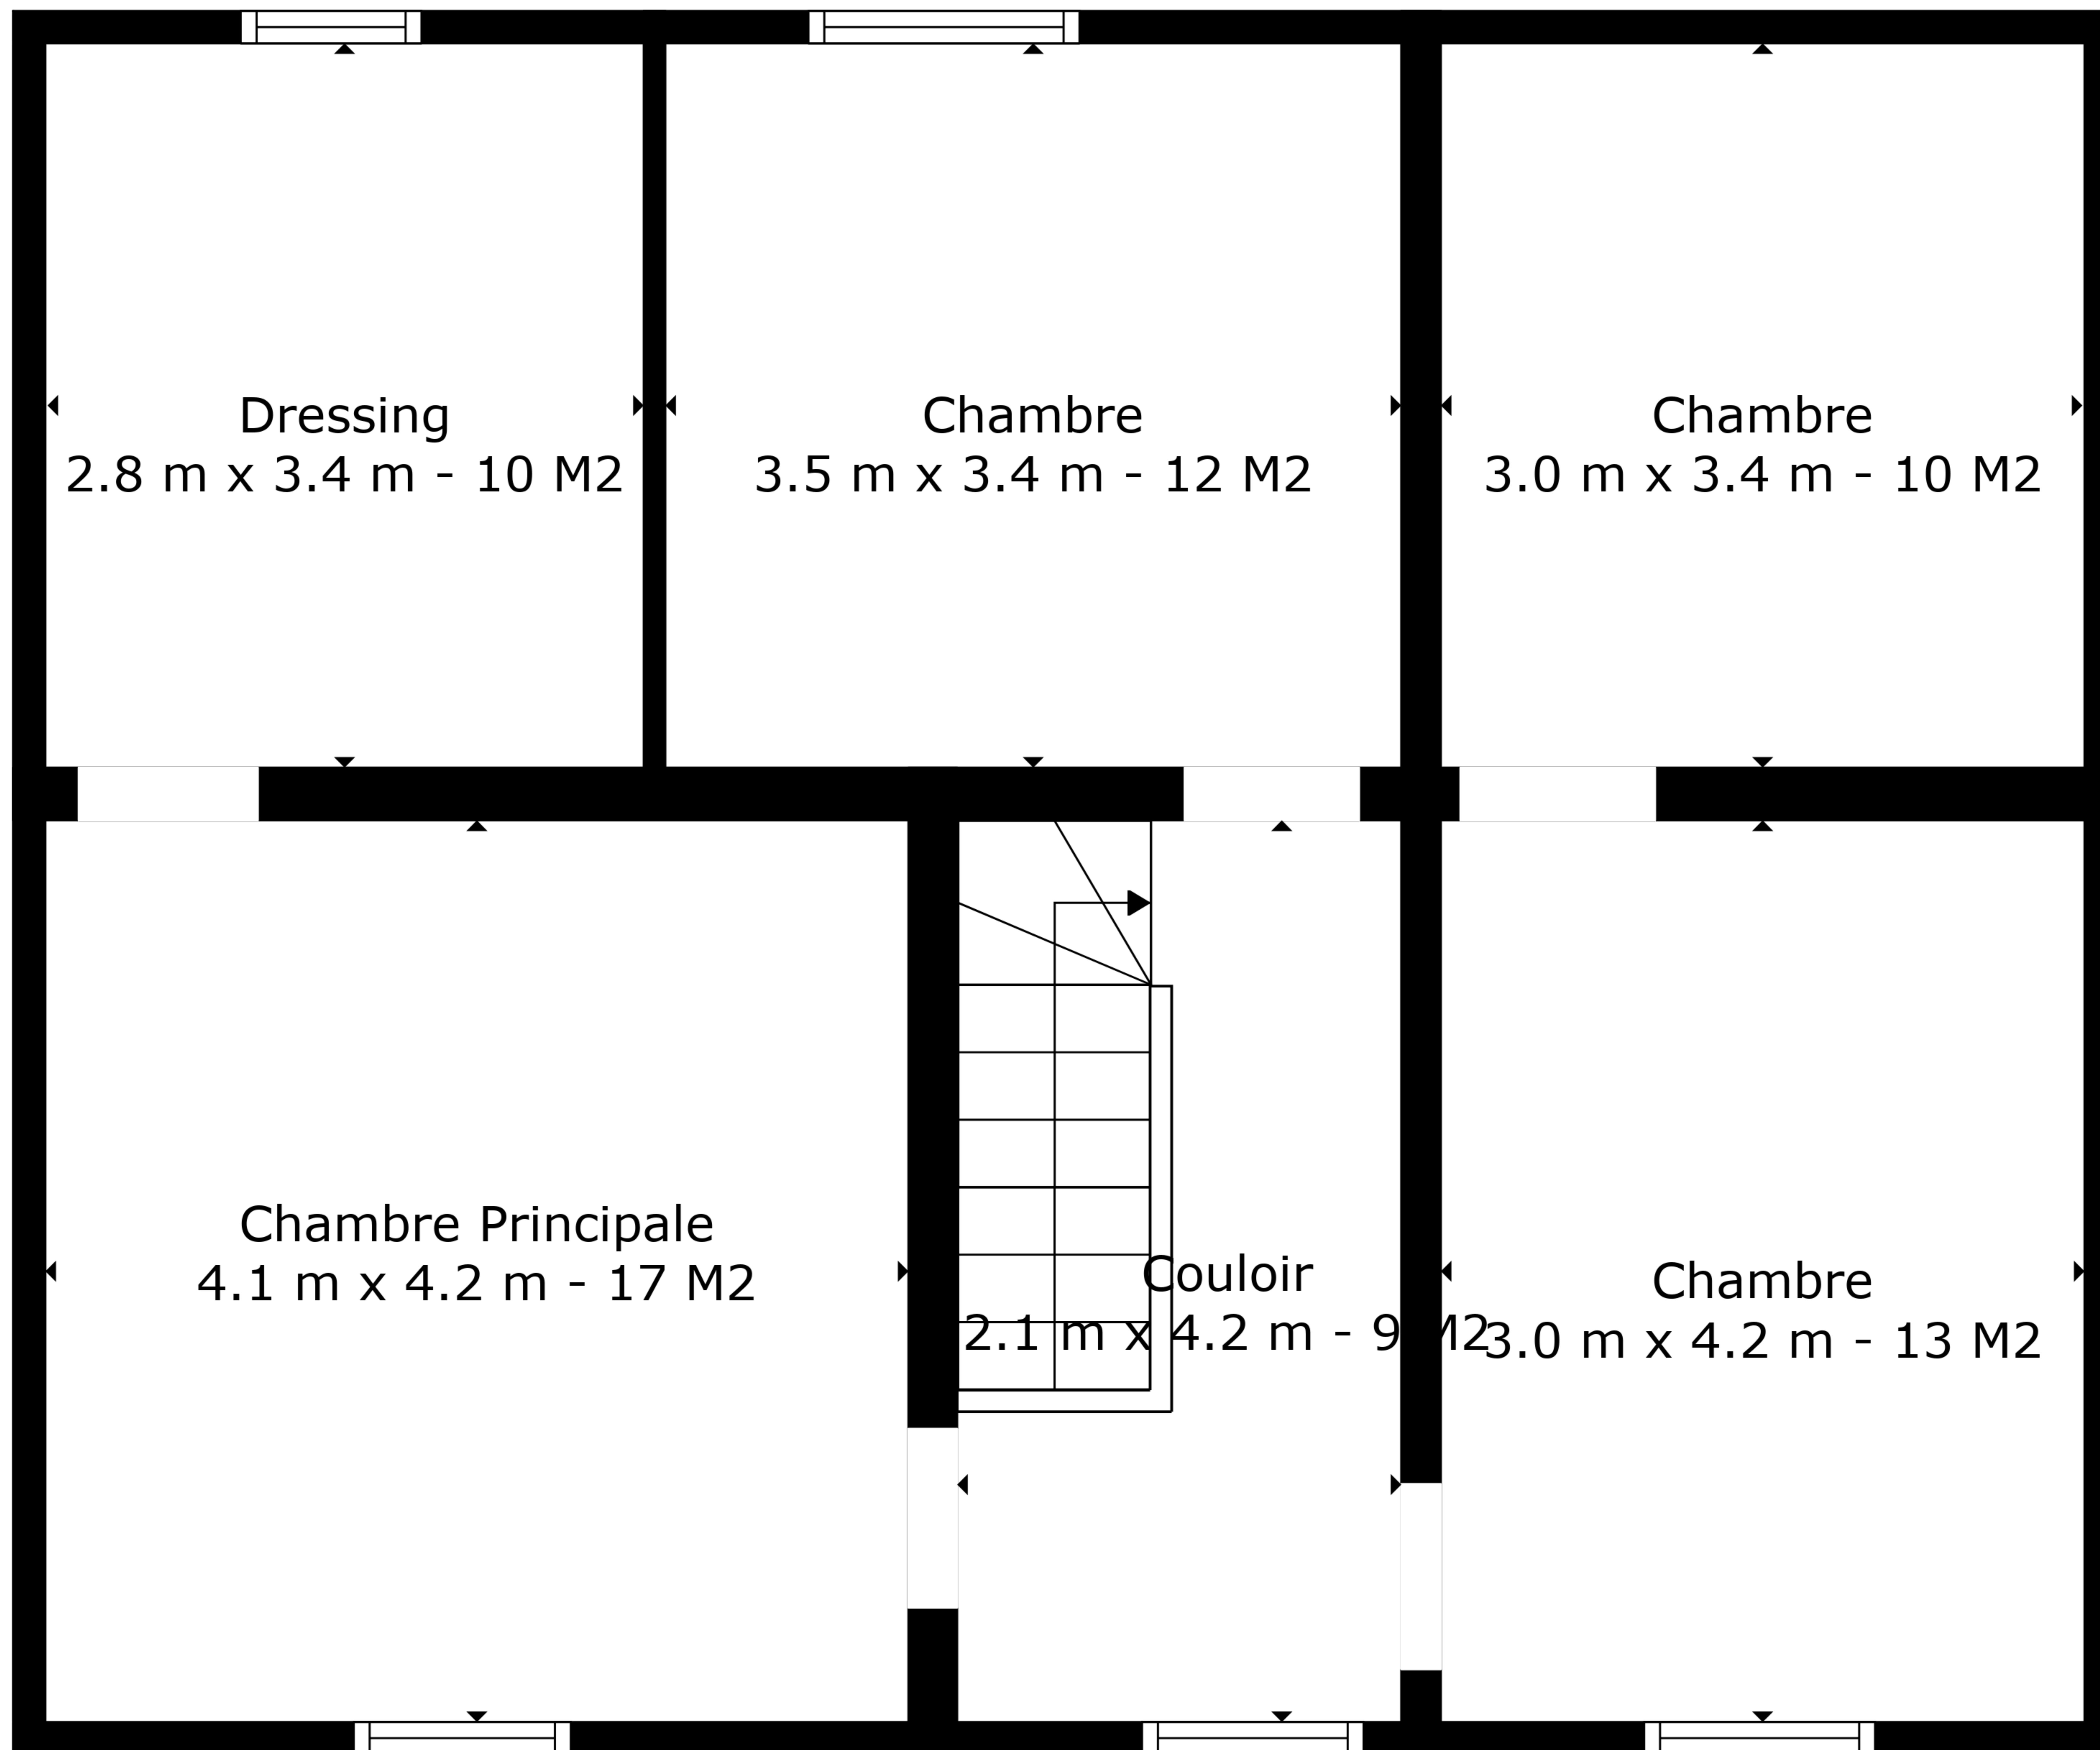 Dressing
2.8 m x 3.4 m - 10 M2
Chambre
3.5 m x 3.4 m - 12 M2
Chambre
3.0 m x 3.4 m - 10 M2
Chambre Principale
4.1 m x 4.2 m - 17 M2
Couloir
2.1 m x 4.2 m - 9 M2
Chambre
3.0 m x 4.2 m - 13 M2